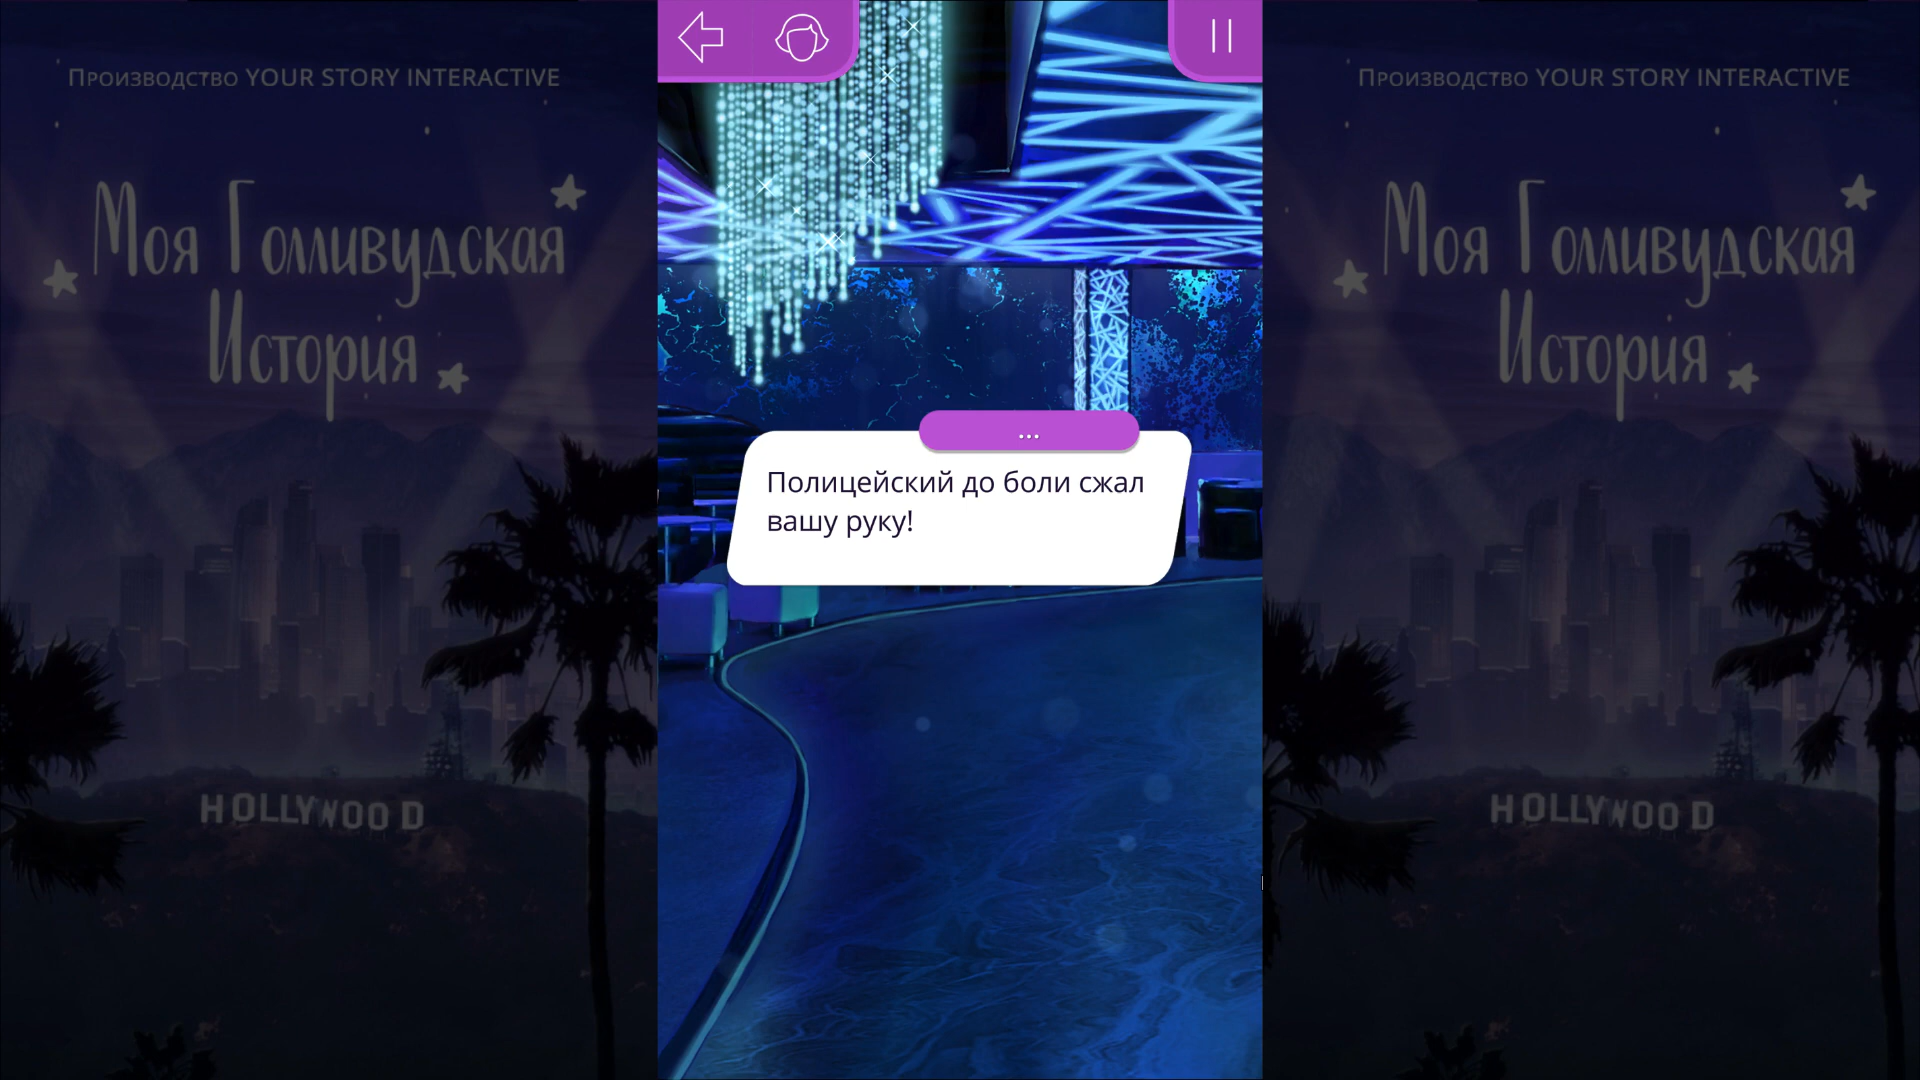 Производство YOUR STORY INTERACTIVE
Моя Голливудская
История
HOLLYWOOD
...
Полицейский до боли сжал
вашу руку!
Производство YOUR STORY INTERACTIVE
Моя Голливудская
История
HOLLYWOOD